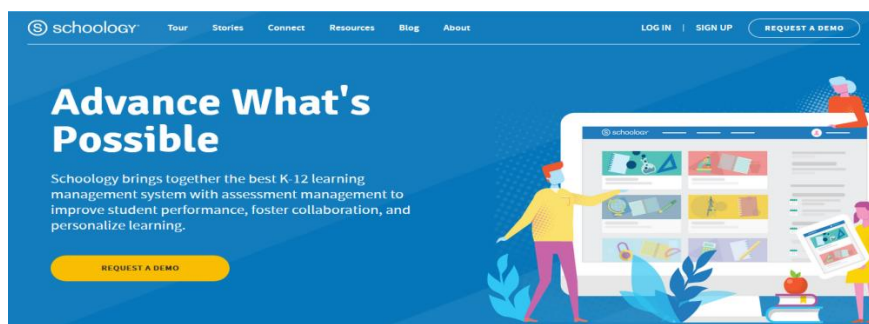 S schoology Tour Stories Connect Resources Blog About LOG IN | SIGN UP REQUEST A DEMO
Advance What's
Possible
Schoology brings together the best K-12 learning
management system with assessment management to
improve student performance, foster collaboration, and
personalize learning.
REQUEST A DEMO
S schoology